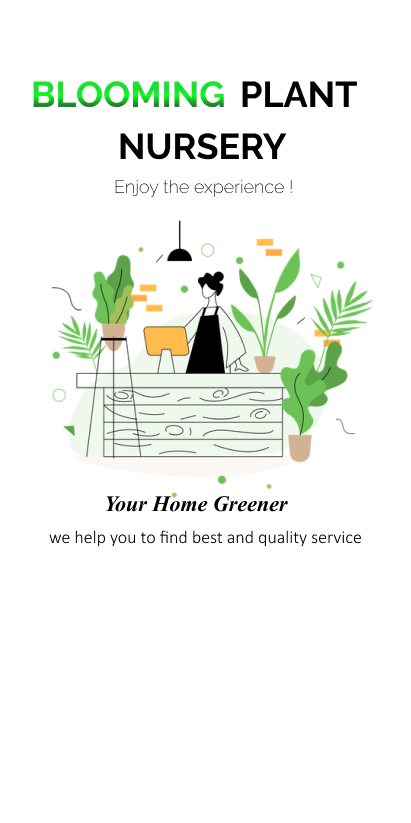 BLOOMING PLANT
NURSERY
Enjoy the experience !
Your Home Greener
we help you to find best and quality service